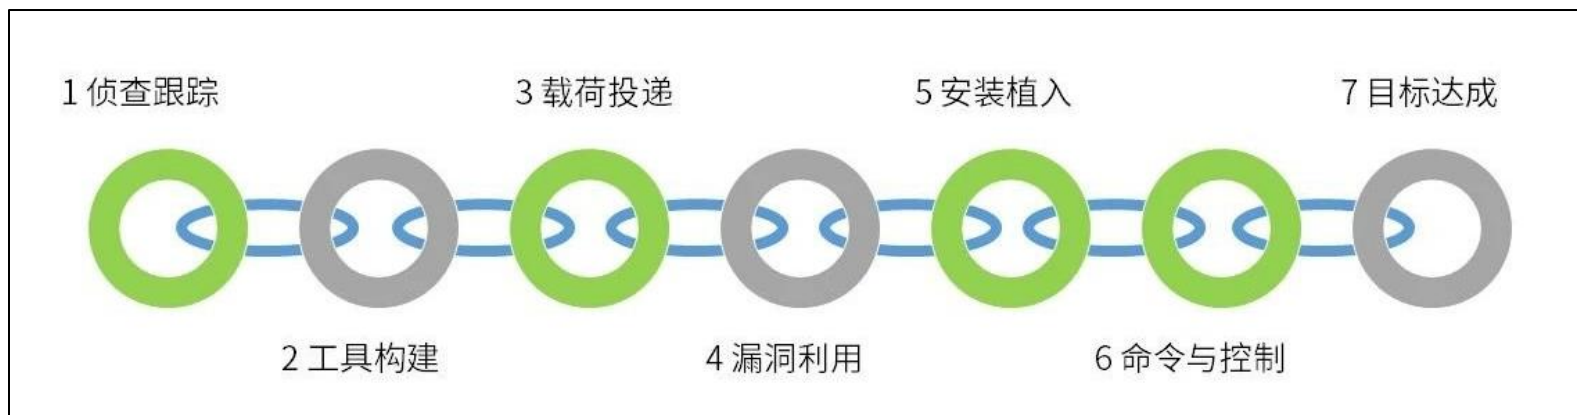 1 侦查跟踪
2 工具构建
3 载荷投递
4 漏洞利用
5 安装植入
6 命令与控制
7 目标达成